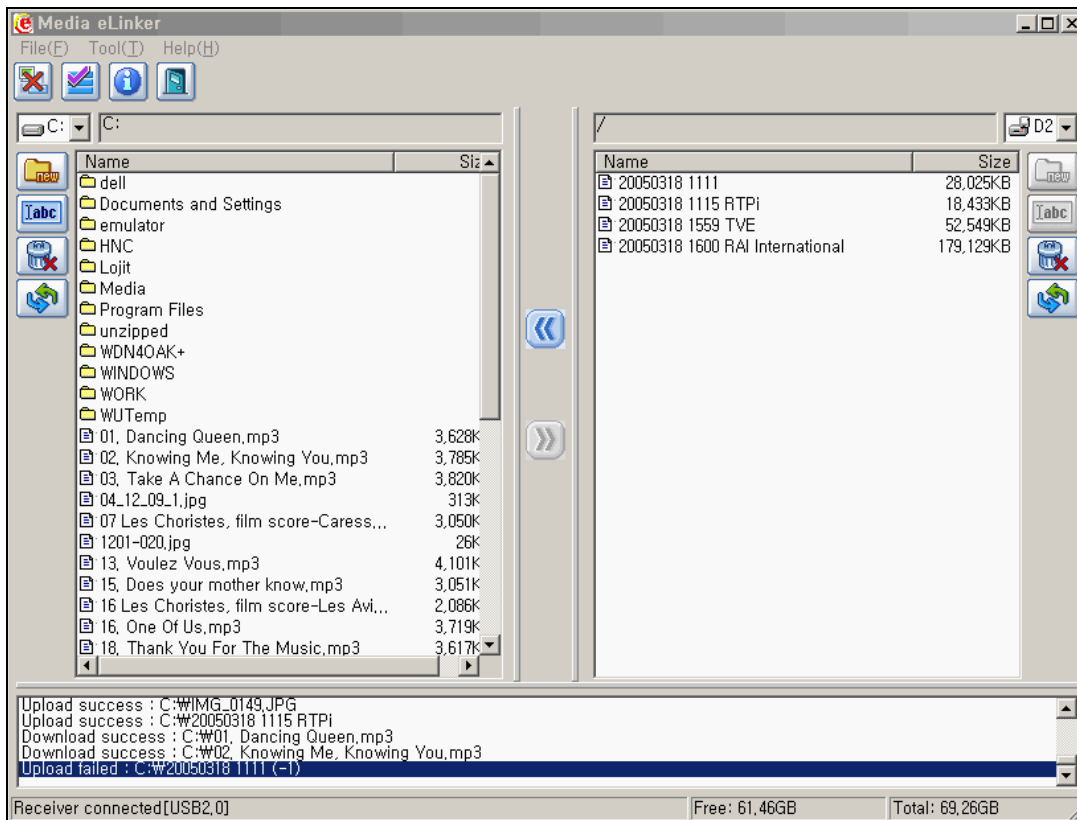 Media eLinker
File(F) Tool(T) Help(H)
C: C:
/ D2
Name Siz
dell
Documents and Settings
emulator
HNC
Lojit
Media
Program Files
unzipped
WDN4OAK+
WINDOWS
WORK
WUTemp
01, Dancing Queen,mp3 3,628K
02, Knowing Me, Knowing You,mp3 3,785K
03, Take A Chance On Me,mp3 3,820K
04_12_09_1,jpg 313K
07 Les Choristes, film score-Caress,,, 3,050K
1201-020,jpg 26K
13, Voulez Vous,mp3 4,101K
15, Does your mother know,mp3 3,051K
16 Les Choristes, film score-Les Avi,,, 2,086K
16, One Of Us,mp3 3,719K
18, Thank You For The Music,mp3 3,617K
new
abc
Name Size
20050318 1111 28,025KB
20050318 1115 RTPi 18,433KB
20050318 1559 TVE 52,549KB
20050318 1600 RAI International 179,129KB
new
abc
Upload success : C:₩IMG_0149,JPG
Upload success : C:₩20050318 1115 RTPi
Download success : C:₩01, Dancing Queen,mp3
Download success : C:₩02, Knowing Me, Knowing You,mp3
Upload failed : C:₩20050318 1111 (-1)
Receiver connected[USB2,0] Free: 61,46GB Total: 69,26GB